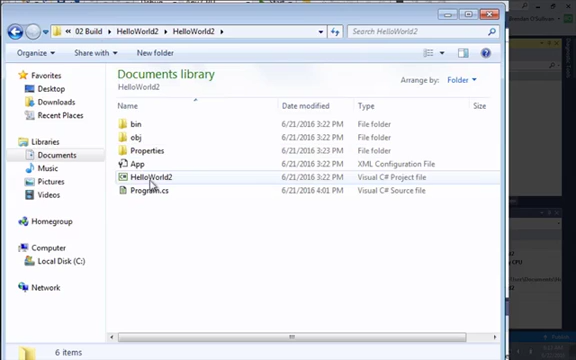 02 Build
HelloWorld2
HelloWorld2
Search HelloWorld2
Organize
Share with
New folder
Favorites
Desktop
Downloads
Recent Places
Libraries
Documents
Music
Pictures
Videos
Homegroup
Computer
Local Disk (C:)
Network
Documents library
HelloWorld2
Arrange by: Folder
Name Date modified Type Size
bin 6/21/2016 3:22 PM File folder
obj 6/21/2016 3:22 PM File folder
Properties 6/21/2016 3:23 PM File folder
App 6/21/2016 3:22 PM XML Configuration File
HelloWorld2 6/21/2016 3:22 PM Visual C# Project file
Program.cs 6/21/2016 4:01 PM Visual C# Source file
6 items